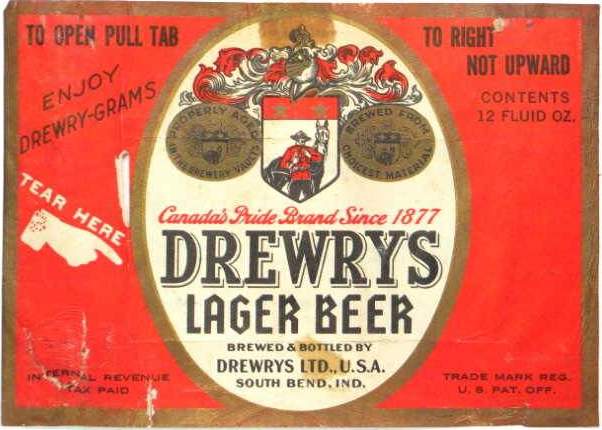 TO OPEN PULL TAB
TO RIGHT
NOT UPWARD
ENJOY
DREWRY-GRAMS
CONTENTS
12 FLUID OZ.
PROPERLY AGED
IN THE BREWERY VAULTS
BREWED FROM
CHOICEST MATERIAL
TEAR HERE
Canada's Pride Brand Since 1877
DREWRYS
LAGER BEER
BREWED & BOTTLED BY
DREWRYS LTD., U.S.A.
SOUTH BEND, IND.
INTERNAL REVENUE
TAX PAID
TRADE MARK REG.
U. S. PAT. OFF.